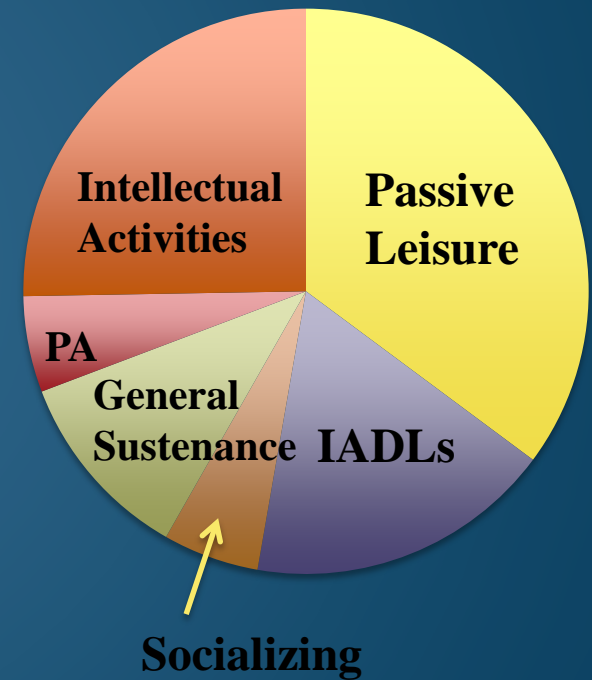 Intellectual
Activities
Passive
Leisure
PA
General
Sustenance
IADLs
Socializing